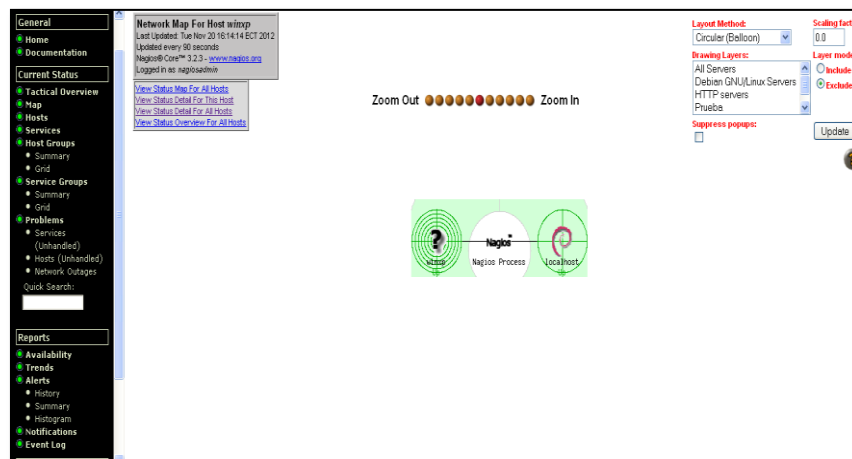 General
Home
Documentation
Current Status
Tactical Overview
Map
Hosts
Services
Host Groups
Summary
Grid
Service Groups
Summary
Grid
Problems
Services
(Unhandled)
Hosts (Unhandled)
Network Outages
Quick Search:
Reports
Availability
Trends
Alerts
History
Summary
Histogram
Notifications
Event Log
Network Map For Host winxp
Last Updated: Tue Nov 20 16:14:14 ECT 2012
Updated every 90 seconds
Nagios® Core™ 3.2.3 - www.nagios.org
Logged in as nagiosadmin
View Status Map For All Hosts
View Status Detail For This Host
View Status Detail For All Hosts
View Status Overview For All Hosts
Zoom Out Zoom In
Layout Method:
Circular (Balloon)
Scaling fact
0.0
Drawing Layers:
All Servers
Debian GNU/Linux Servers
HTTP servers
Prueba
Layer mode
Include
Exclude
Suppress popups:
Update
?
Nagios
winxp
Nagios Process
localhost